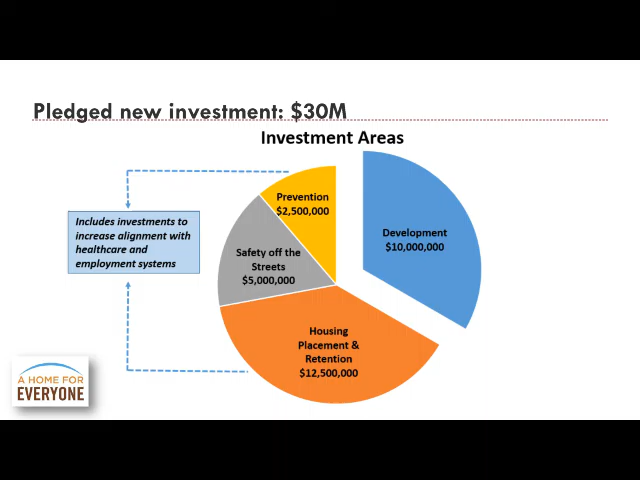 Pledged new investment: $30M
Investment Areas
Prevention
$2,500,000
Development
$10,000,000
Includes investments to
increase alignment with
healthcare and
employment systems
Safety off the
Streets
$5,000,000
Housing
Placement &
Retention
$12,500,000
A HOME FOR
EVERYONE